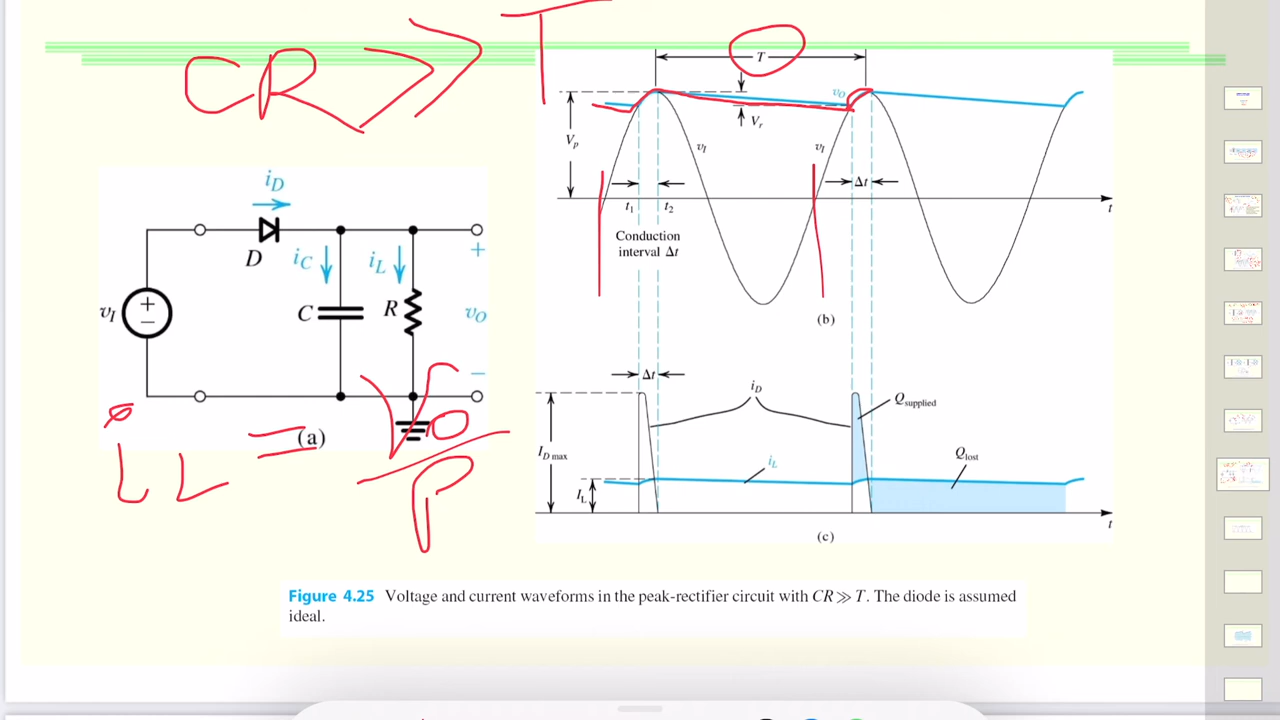 CR >> T
i_D
D
i_C
i_L
v_I
+
−
C
R
+
v_O
−
(a)
i_L = V_O / R
T
v_O
V_p
V_r
v_I
v_I
Δt
t_1
t_2
t
Conduction
interval Δt
(b)
Δt
i_D
Q_supplied
I_D max
i_L
Q_lost
I_L
t
(c)
Figure 4.25 Voltage and current waveforms in the peak-rectifier circuit with CR ≫ T. The diode is assumed
ideal.